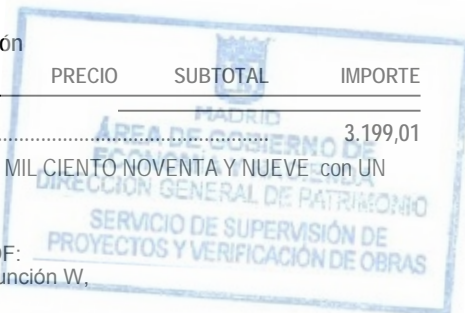 ón
PRECIO SUBTOTAL IMPORTE
MADRID
3.199,01
ÁREA DE GOBIERNO DE
MIL CIENTO NOVENTA Y NUEVE con UN
DIRECCIÓN GENERAL DE PATRIMONIO
SERVICIO DE SUPERVISIÓN DE
PROYECTOS Y VERIFICACIÓN DE OBRAS
OF:
unción W,